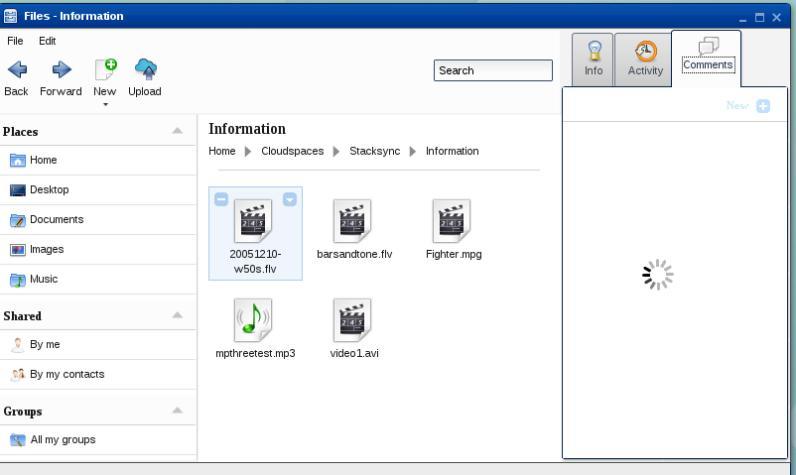 Files - Information
File Edit
Back Forward New Upload
Search
Info Activity Comments
New
Places
Home
Desktop
Documents
Images
Music
Shared
By me
By my contacts
Groups
All my groups
Information
Home Cloudspaces Stacksync Information
20051210-
w50s.flv
barsandtone.flv
Fighter.mpg
mpthreetest.mp3
video1.avi